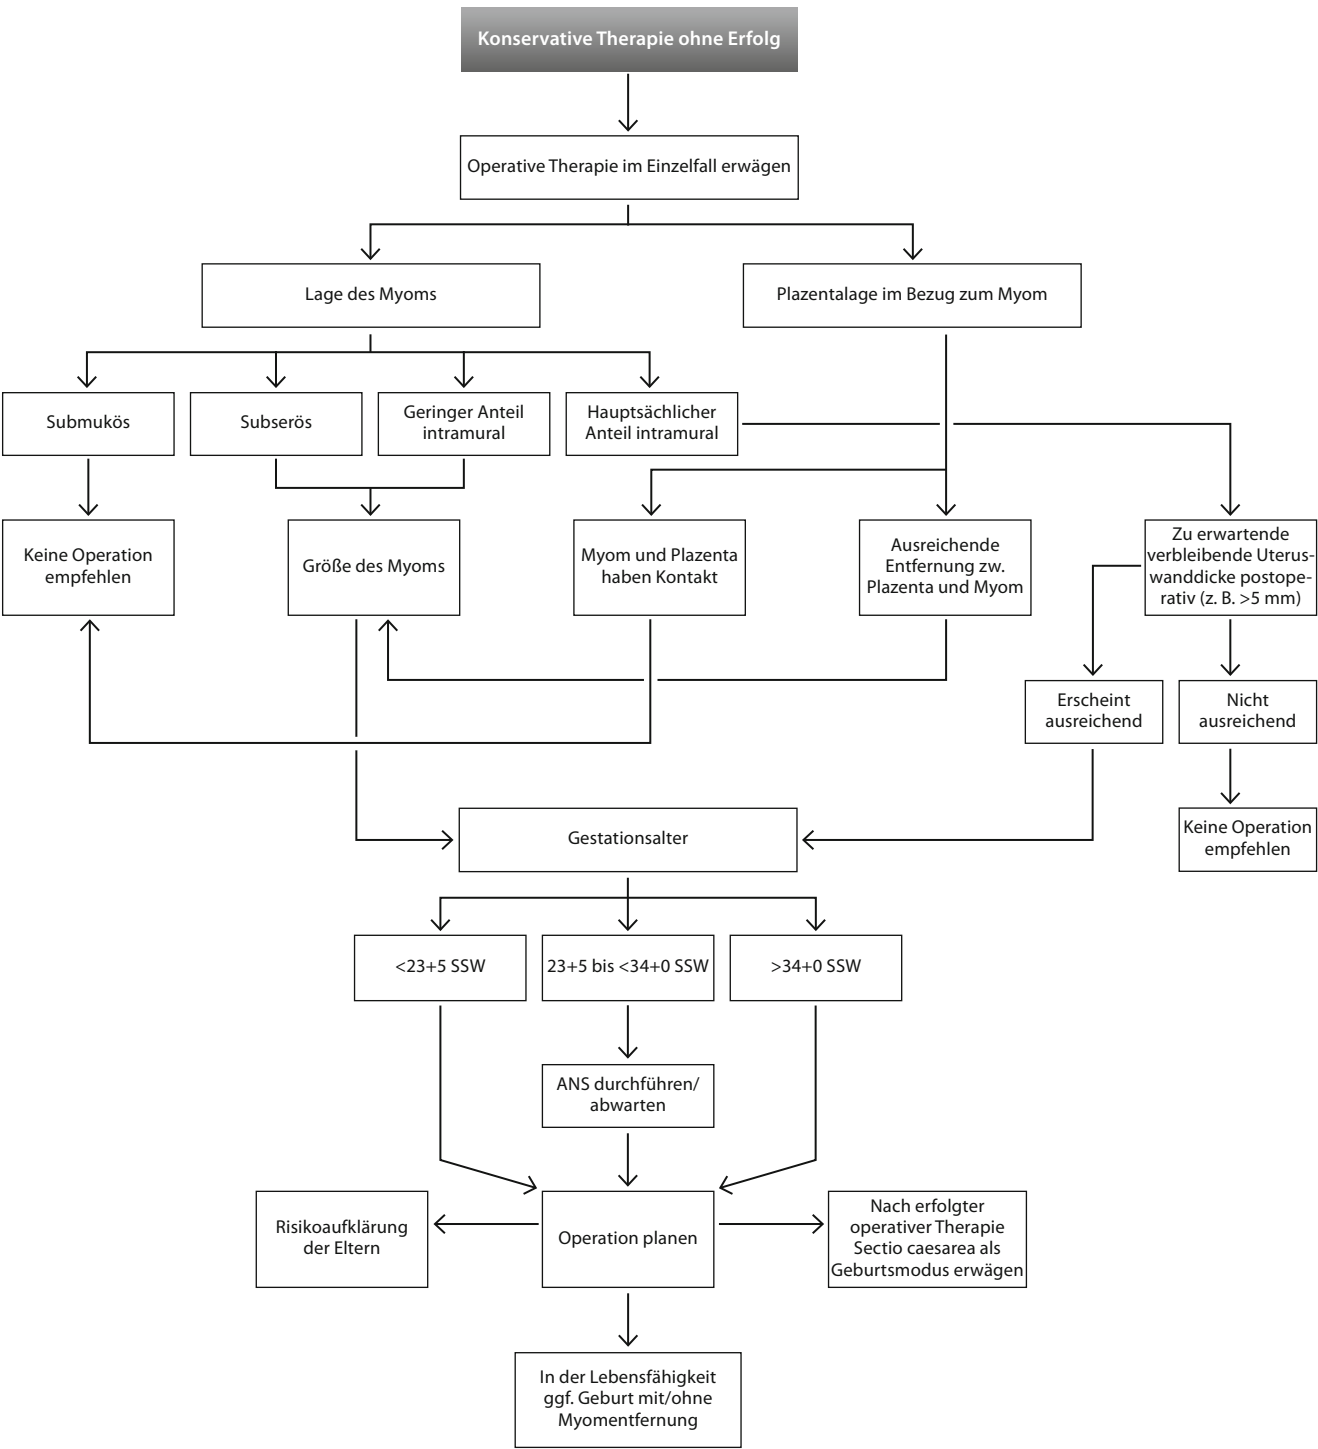 Konservative Therapie ohne Erfolg
Operative Therapie im Einzelfall erwägen
Lage des Myoms
Plazentalage im Bezug zum Myom
Submukös
Subserös
Geringer Anteil
intramural
Hauptsächlicher
Anteil intramural
Keine Operation
empfehlen
Größe des Myoms
Myom und Plazenta
haben Kontakt
Ausreichende
Entfernung zw.
Plazenta und Myom
Zu erwartende
verbleibende Uterus-
wanddicke postope-
rativ (z. B. >5 mm)
Erscheint
ausreichend
Nicht
ausreichend
Keine Operation
empfehlen
Gestationsalter
<23+5 SSW
23+5 bis <34+0 SSW
>34+0 SSW
ANS durchführen/
abwarten
Risikoaufklärung
der Eltern
Operation planen
Nach erfolgter
operativer Therapie
Sectio caesarea als
Geburtsmodus erwägen
In der Lebensfähigkeit
ggf. Geburt mit/ohne
Myomentfernung